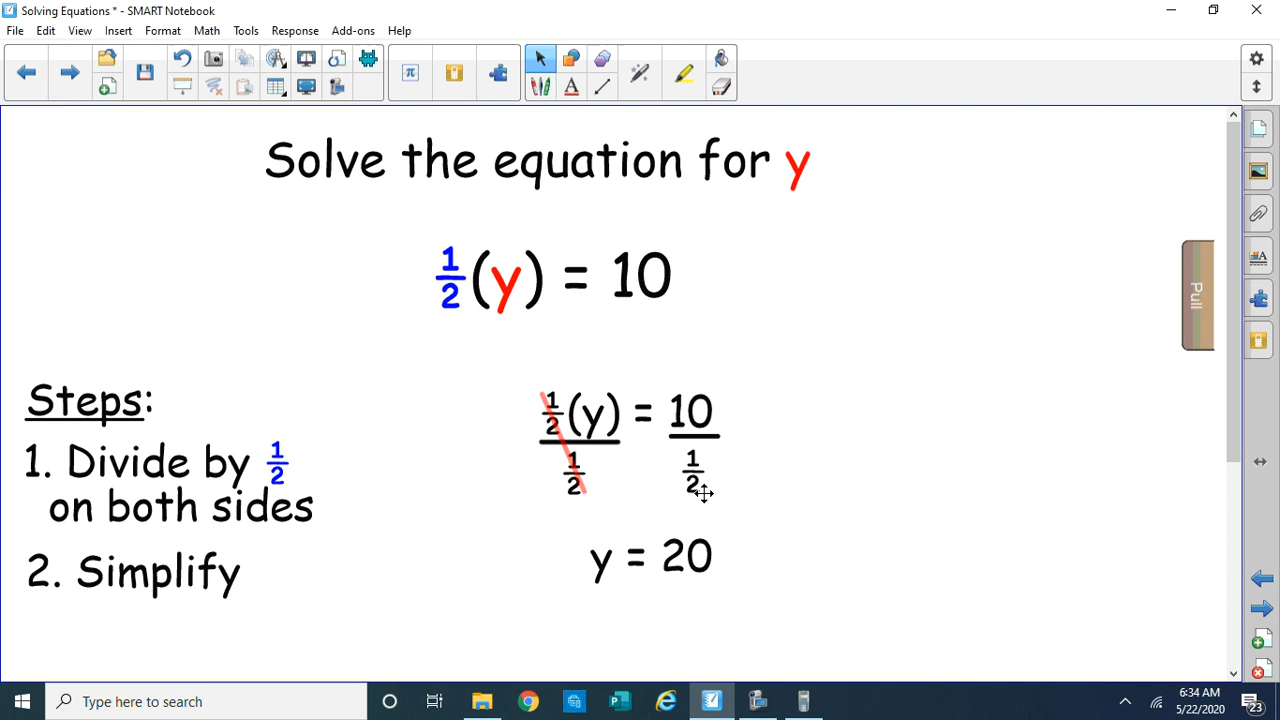 Solving Equations * - SMART Notebook
File Edit View Insert Format Math Tools Response Add-ons Help
Solve the equation for y
1/2(y) = 10
Pull
Steps:
1. Divide by 1/2
on both sides
2. Simplify
1/2(y) = 10
1/2 1/2
y = 20
Type here to search
6:34 AM
5/22/2020
23